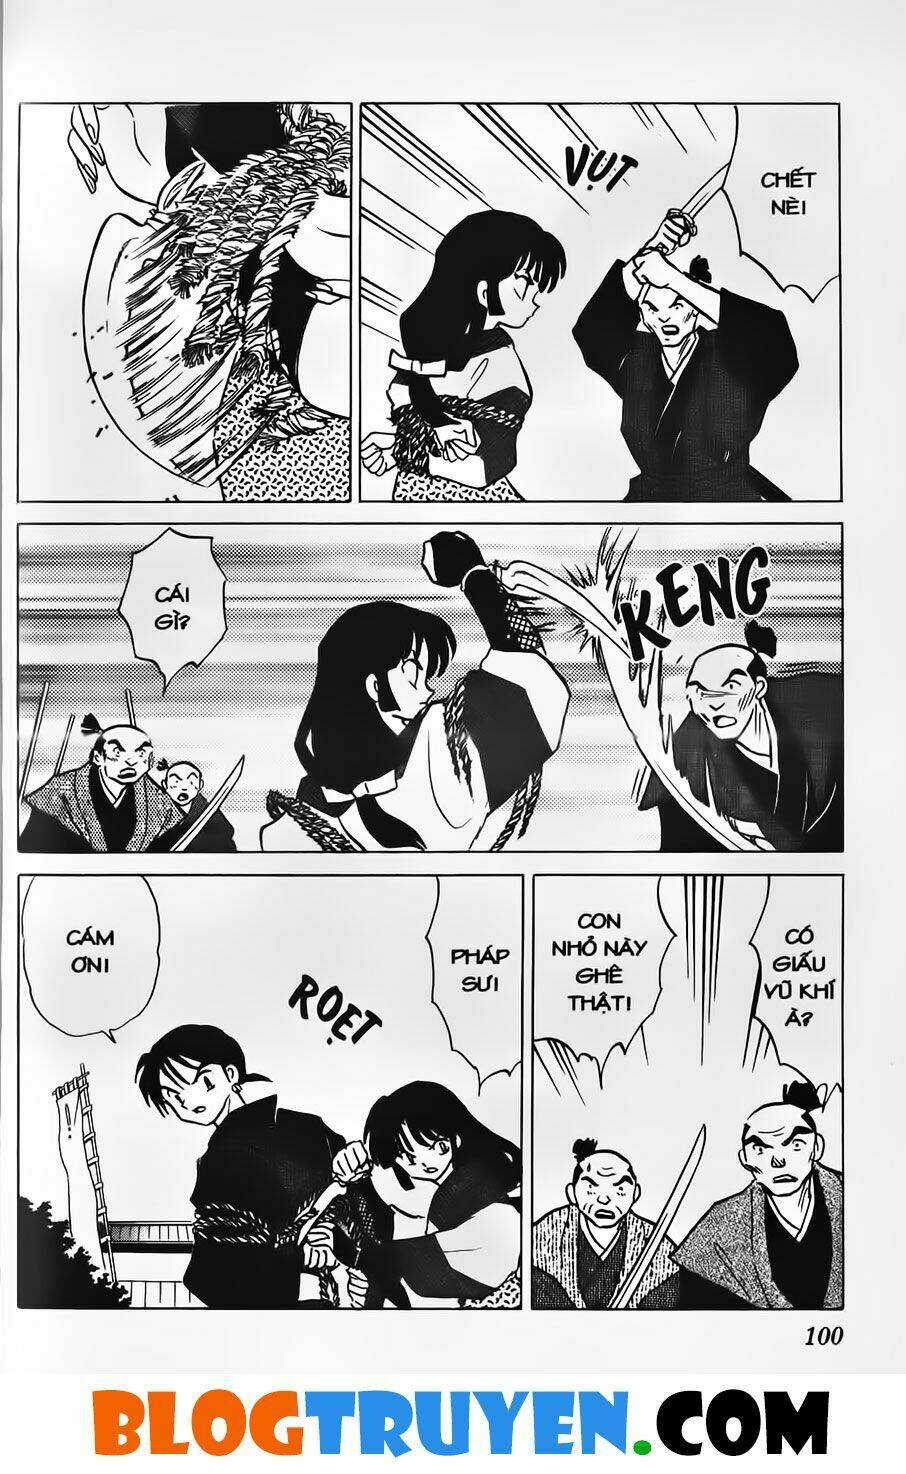 CHẾT
NÈ!
VỤT
KENG
CÁI
GÌ?
CÓ
GIẤU
VŨ KHÍ
À?
CON
NHỎ NÀY
GHÊ
THẬT!
PHÁP
SƯ!
ROẸT
CÁM
ƠN!
100
BLOGTRUYEN.COM